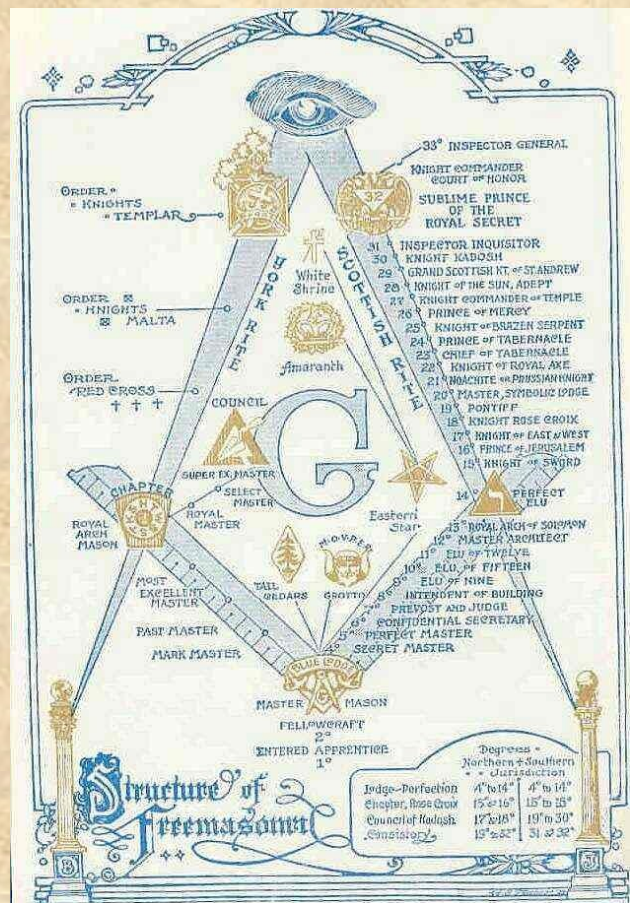 33° INSPECTOR GENERAL
KNIGHT COMMANDER
COURT OF HONOR
32
SUBLIME PRINCE
OF THE
ROYAL SECRET
ORDER
KNIGHTS
TEMPLAR
YORK RITE
SCOTTISH RITE
White
Shrine
31 INSPECTOR INQUISITOR
30 KNIGHT KADOSH
29° GRAND SCOTTISH KT. OF ST ANDREW
28° KNIGHT OF THE SUN, ADEPT
27° KNIGHT COMMANDER OF TEMPLE
26° PRINCE OF MERCY
25° KNIGHT OF BRAZEN SERPENT
24° PRINCE OF TABERNACLE
23° CHIEF OF TABERNACLE
22° KNIGHT OF ROYAL AXE
21° NOACHITE OR PRUSSIAN KNIGHT
20° MASTER, SYMBOLIC LODGE
19° PONTIFF
18° KNIGHT ROSE CROIX
17° KNIGHT OF EAST & WEST
16° PRINCE OF JERUSALEM
15° KNIGHT OF SWORD
ORDER
KNIGHTS
MALTA
Amaranth
ORDER
RED CROSS
COUNCIL
G
SUPER EX. MASTER
SELECT
MASTER
ROYAL
MASTER
CHAPTER
ROYAL
ARCH
MASON
Eastern
Star
14° PERFECT
ELU
13° ROYAL ARCH OF SOLOMON
12° MASTER ARCHITECT
11° ELU OF TWELVE
10° ELU, OF FIFTEEN
9° ELU OF NINE
8° INTENDENT OF BUILDING
PREVOST AND JUDGE
CONFIDENTIAL SECRETARY
5° PERFECT MASTER
4° SECRET MASTER
M.O.V.P.E.R
TALL
CEDARS
GROTTO
MOST
EXCELLENT
MASTER
PAST MASTER
MARK MASTER
BLUE LODGE
G
MASTER MASON
FELLOWCRAFT
2°
ENTERED APPRENTICE
1°
Structure of
Freemasonry
Degrees
Northern + Southern
Jurisdiction
Lodge-Perfection 4° to 14° 4° to 14°
Chapter, Rose Croix 15° to 16° 15° to 18°
Council of Kadosh 17° & 18° 19° to 30°
Consistory 19° to 32° 31 & 32°
B
J